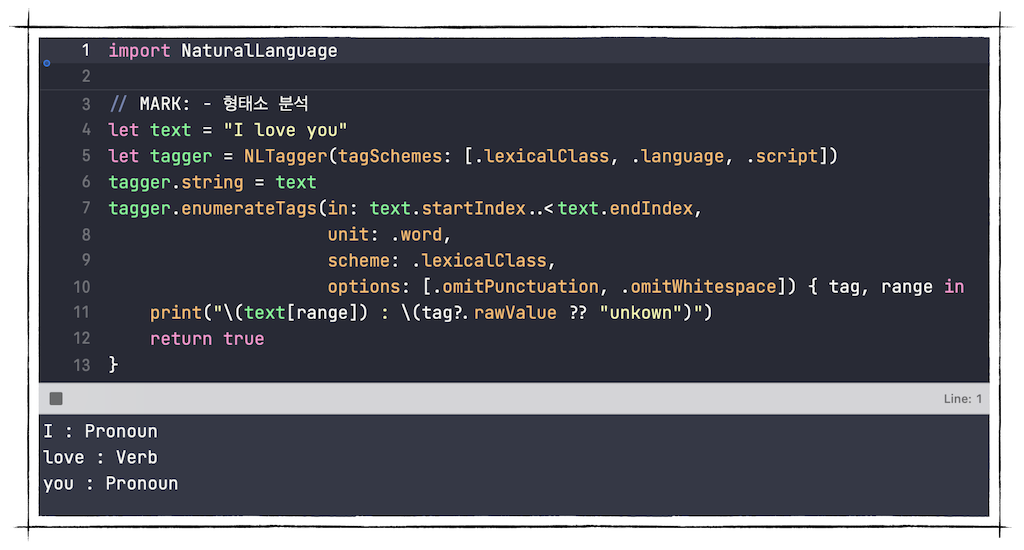 1 import NaturalLanguage
2
3 // MARK: - 형태소 분석
4 let text = "I love you"
5 let tagger = NLTagger(tagSchemes: [.lexicalClass, .language, .script])
6 tagger.string = text
7 tagger.enumerateTags(in: text.startIndex..<text.endIndex,
8 unit: .word,
9 scheme: .lexicalClass,
10 options: [.omitPunctuation, .omitWhitespace]) { tag, range in
11 print("\(text[range]) : \(tag?.rawValue ?? "unkown")")
12 return true
13 }
Line: 1
I : Pronoun
love : Verb
you : Pronoun